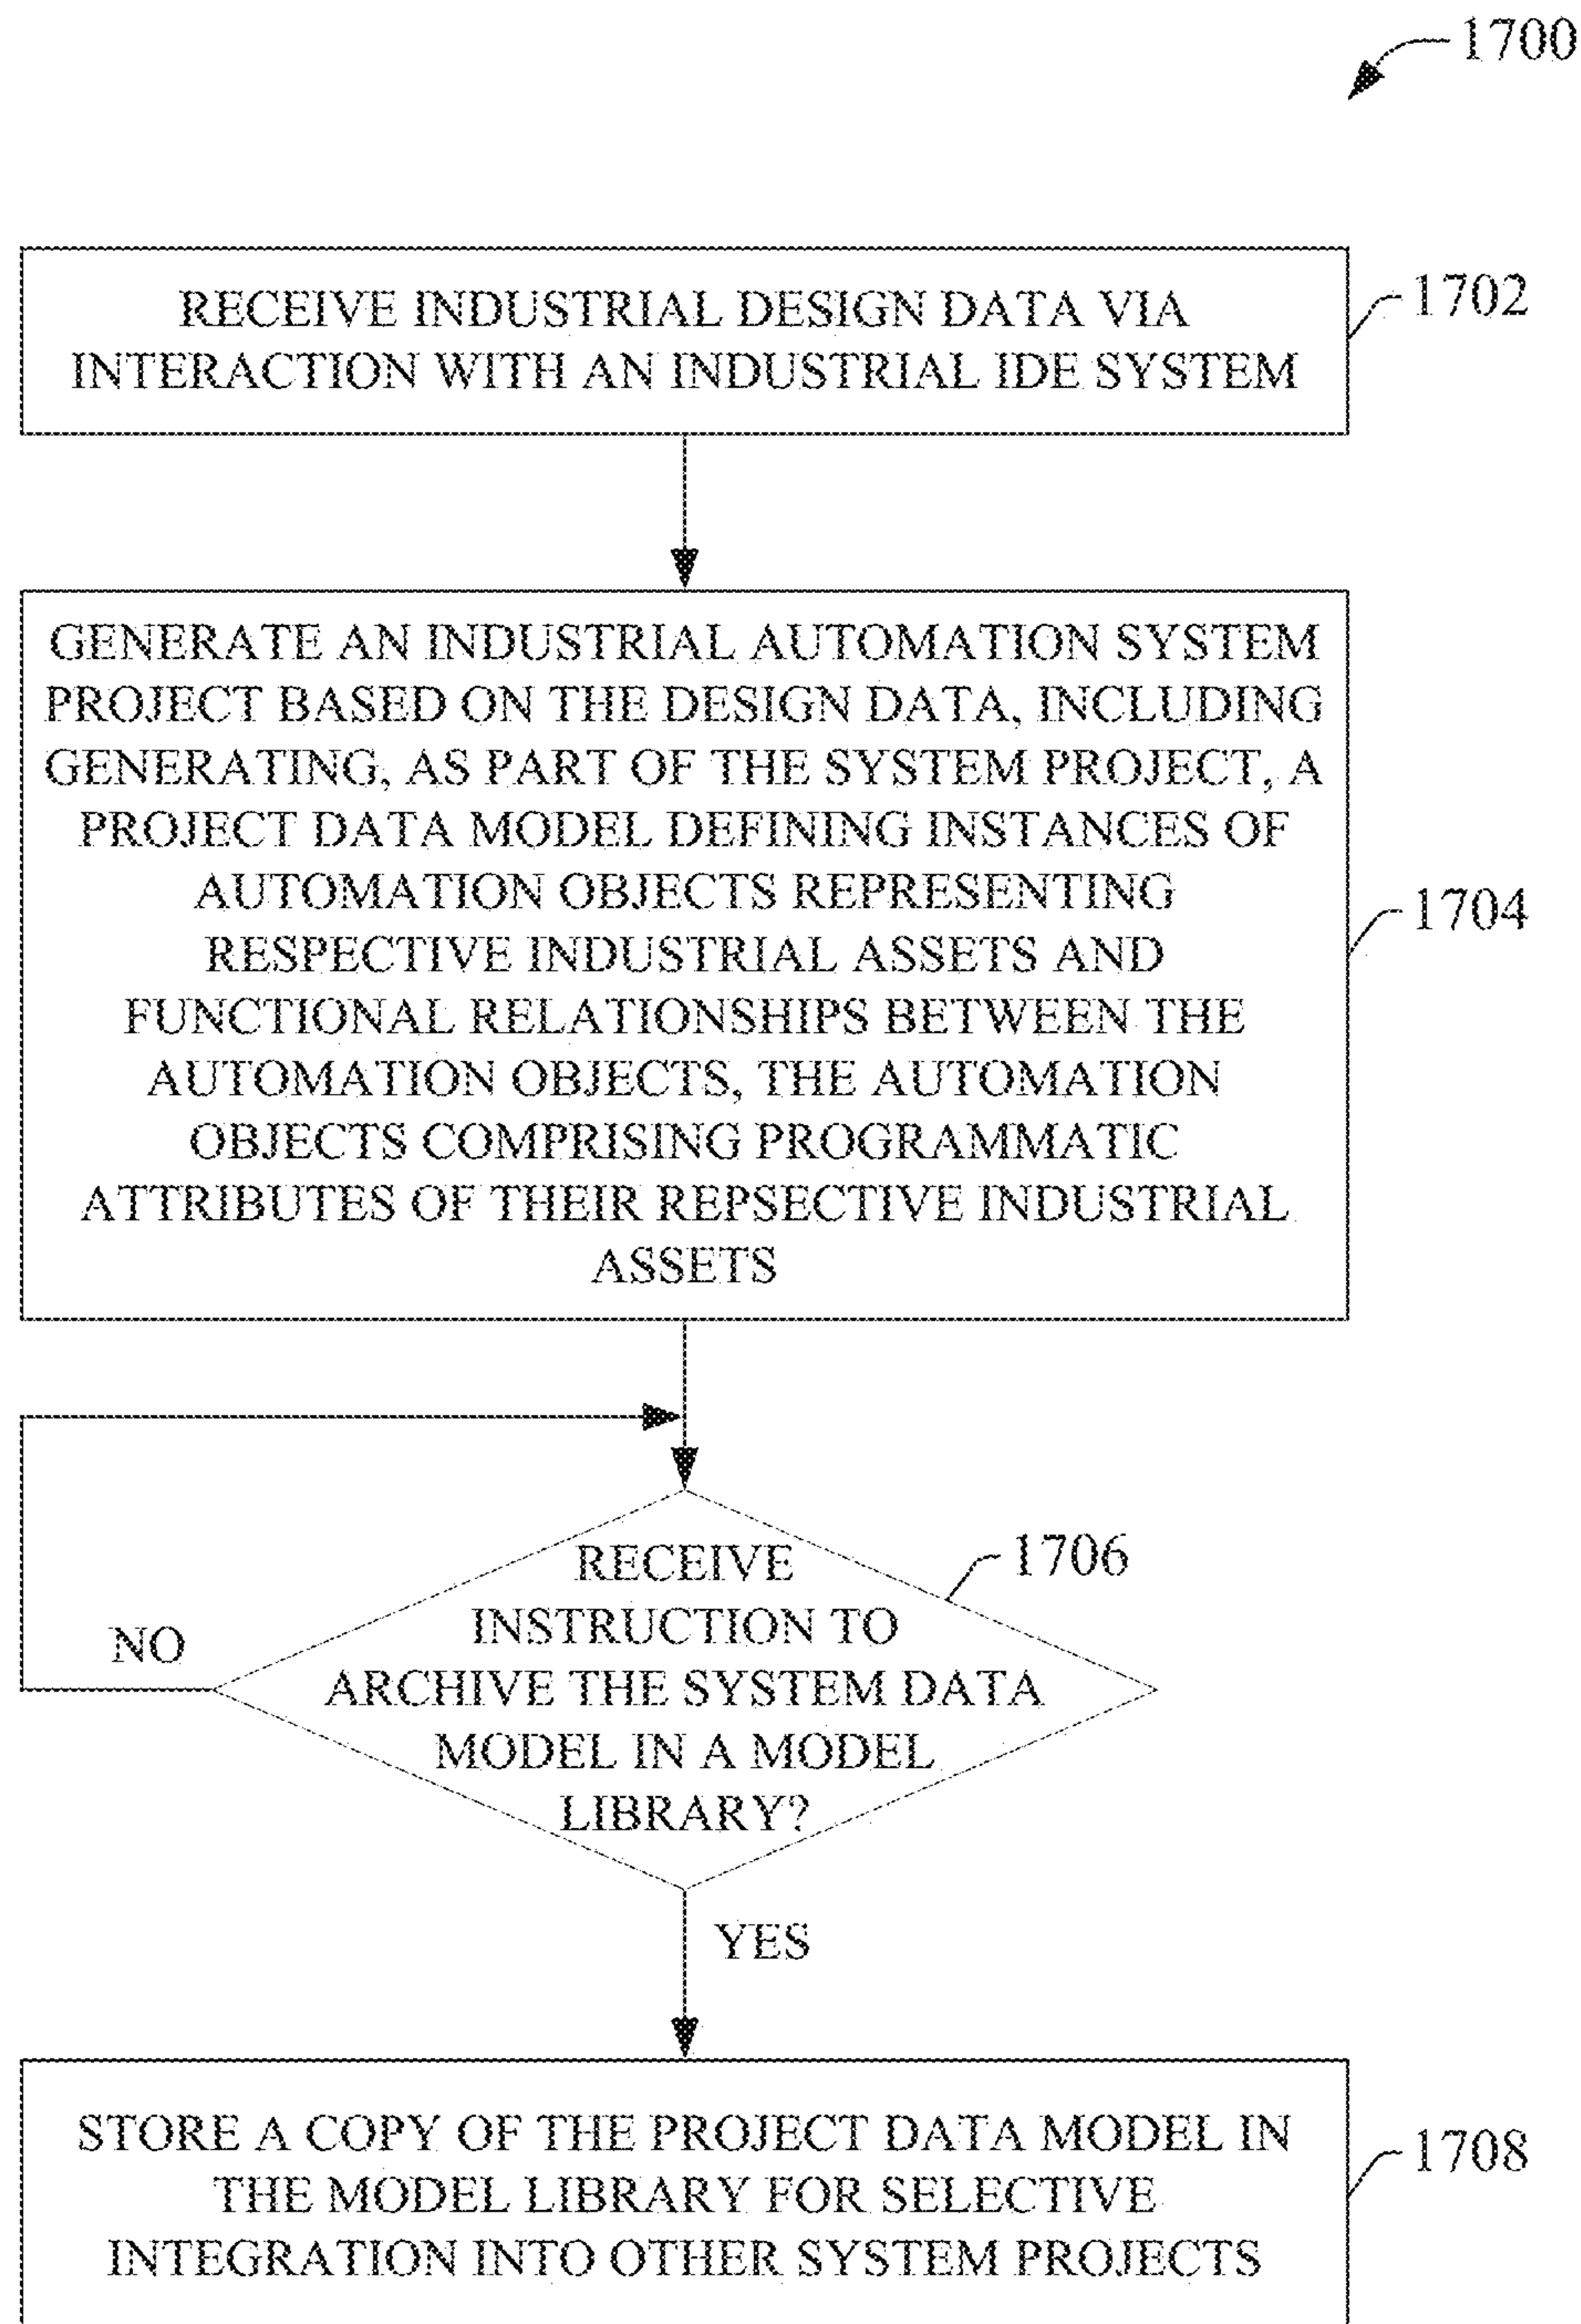 1700
RECEIVE INDUSTRIAL DESIGN DATA VIA
INTERACTION WITH AN INDUSTRIAL IDE SYSTEM
1702
GENERATE AN INDUSTRIAL AUTOMATION SYSTEM
PROJECT BASED ON THE DESIGN DATA, INCLUDING
GENERATING, AS PART OF THE SYSTEM PROJECT, A
PROJECT DATA MODEL DEFINING INSTANCES OF
AUTOMATION OBJECTS REPRESENTING
RESPECTIVE INDUSTRIAL ASSETS AND
FUNCTIONAL RELATIONSHIPS BETWEEN THE
AUTOMATION OBJECTS, THE AUTOMATION
OBJECTS COMPRISING PROGRAMMATIC
ATTRIBUTES OF THEIR REPSECTIVE INDUSTRIAL
ASSETS
1704
RECEIVE
INSTRUCTION TO
ARCHIVE THE SYSTEM DATA
MODEL IN A MODEL
LIBRARY?
1706
NO
YES
STORE A COPY OF THE PROJECT DATA MODEL IN
THE MODEL LIBRARY FOR SELECTIVE
INTEGRATION INTO OTHER SYSTEM PROJECTS
1708